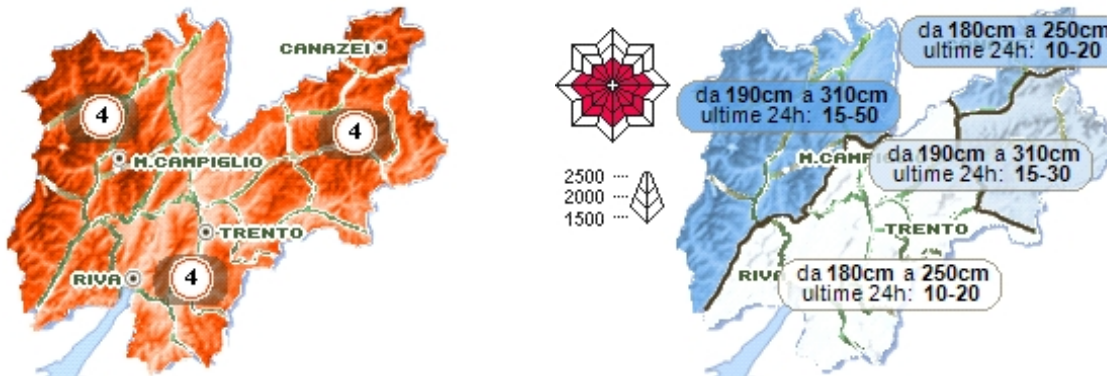 CANAZEI
4
4
M.CAMPIGLIO
TRENTO
RIVA
4
da 180cm a 250cm
ultime 24h: 10-20
da 190cm a 310cm
ultime 24h: 15-50
M.CAMP
da 190cm a 310cm
ultime 24h: 15-30
2500
2000
1500
TRENTO
RIVA
da 180cm a 250cm
ultime 24h: 10-20